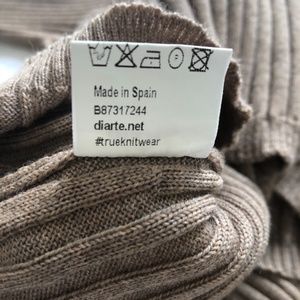 Made in Spain
B87317244
diarte.net
#trueknitwear